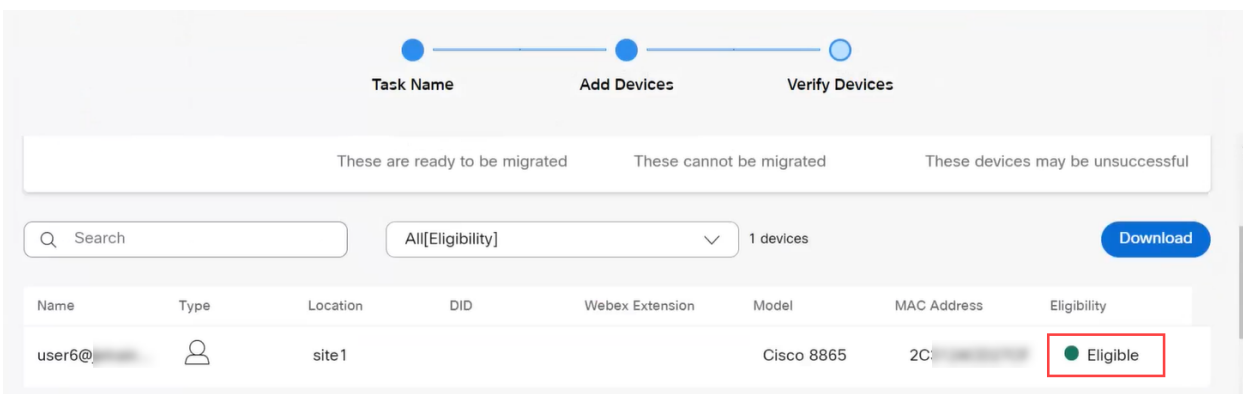 Task Name Add Devices Verify Devices
These are ready to be migrated These cannot be migrated These devices may be unsuccessful
Search All[Eligibility] 1 devices Download
Name Type Location DID Webex Extension Model MAC Address Eligibility
user6@ site1 Cisco 8865 2C Eligible